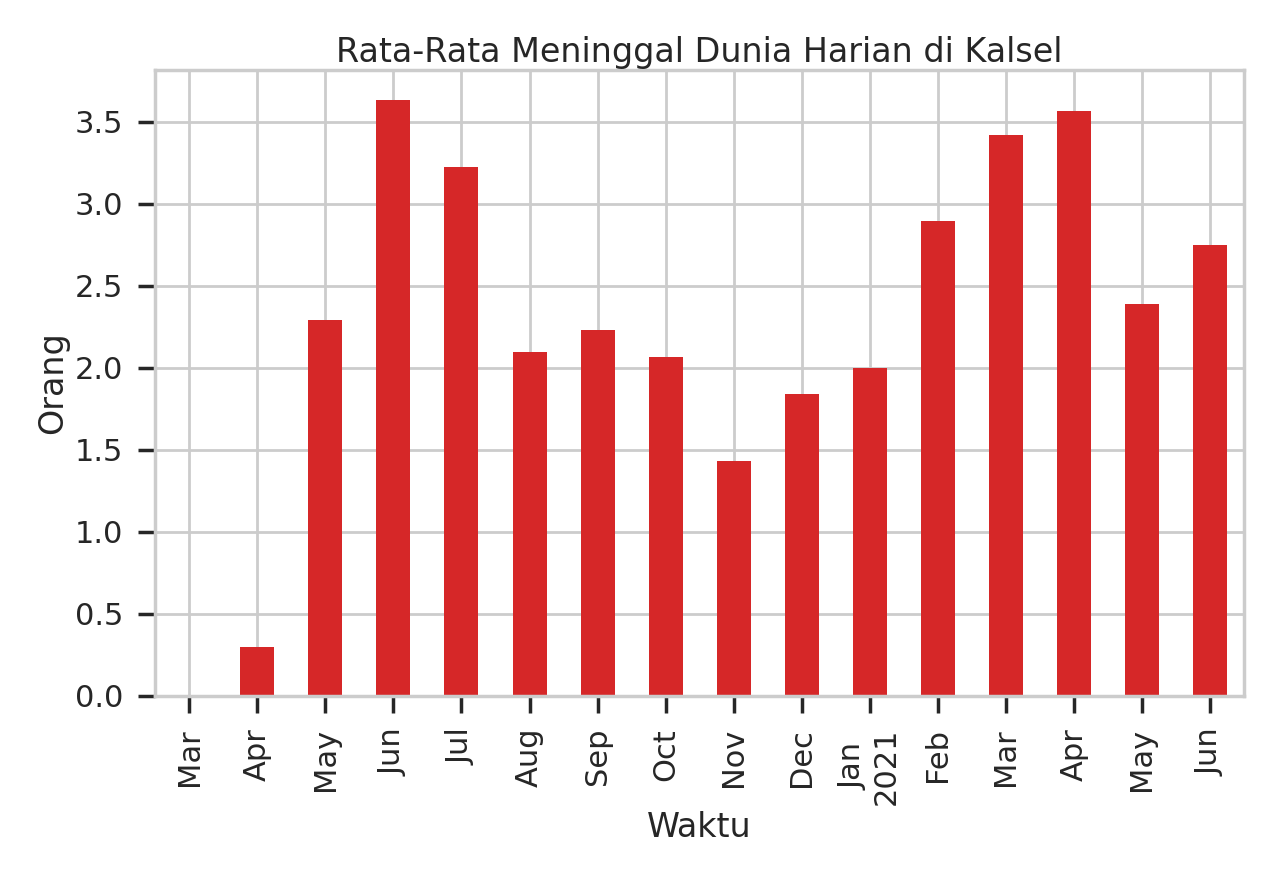 Rata-Rata Meninggal Dunia Harian di Kalsel
Orang
3.5
3.0
2.5
2.0
1.5
1.0
0.5
0.0
Mar
Apr
May
Jun
Jul
Aug
Sep
Oct
Nov
Dec
Jan
2021
Feb
Mar
Apr
May
Jun
Waktu